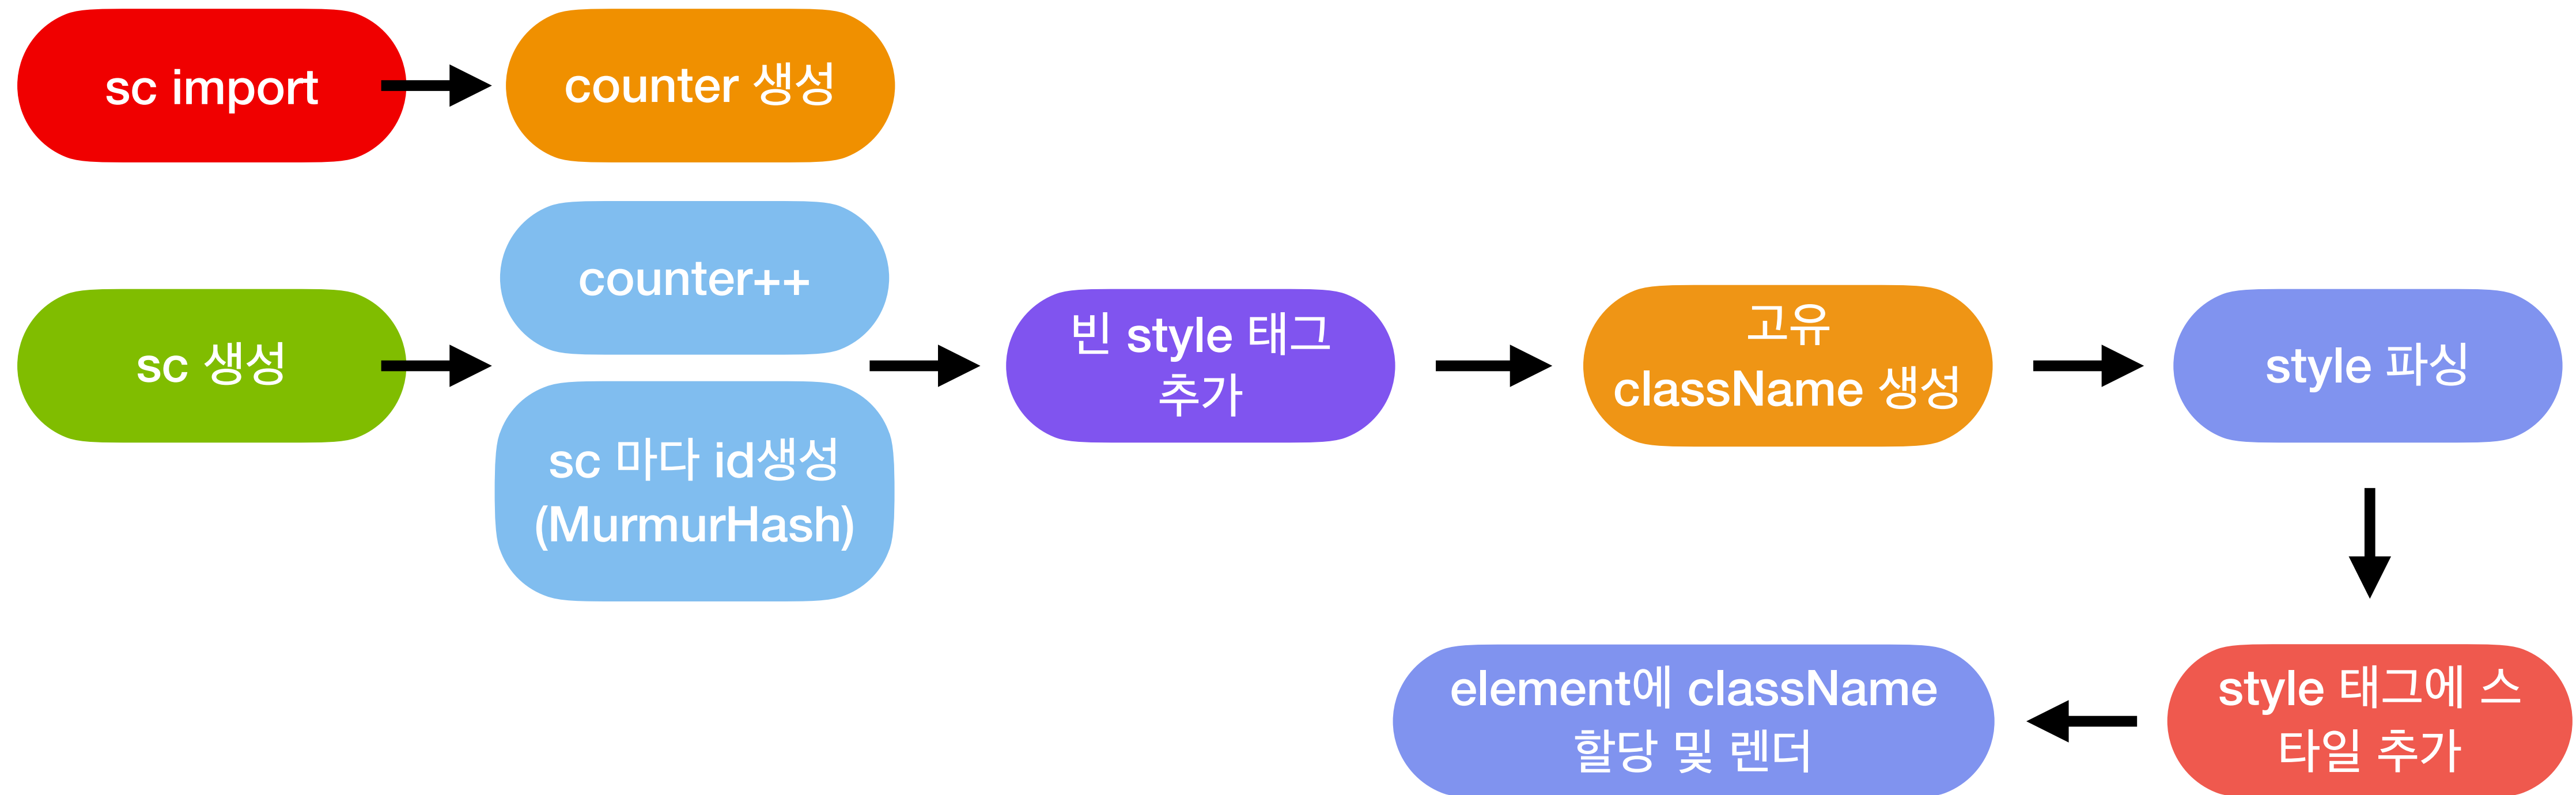 sc import
counter 생성
sc 생성
counter++
sc 마다 id생성
(MurmurHash)
빈 style 태그
추가
고유
className 생성
style 파싱
style 태그에 스
타일 추가
element에 className
할당 및 렌더